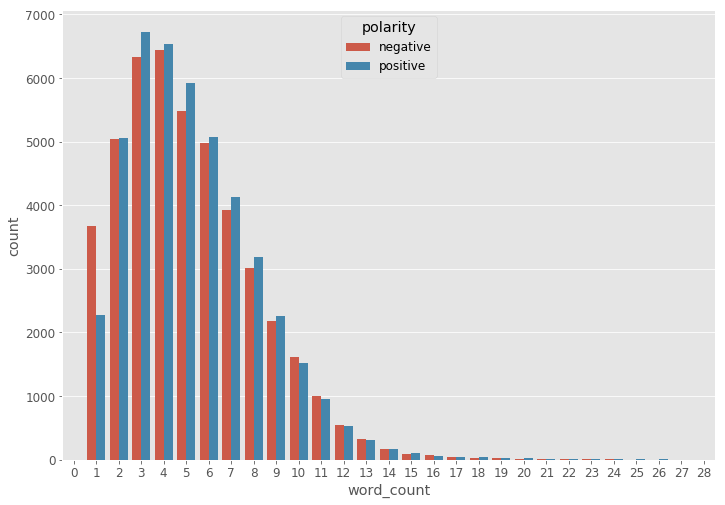 polarity
negative
positive
7000
6000
5000
4000
3000
2000
1000
0
count
0 1 2 3 4 5 6 7 8 9 10 11 12 13 14 15 16 17 18 19 20 21 22 23 24 25 26 27 28
word_count